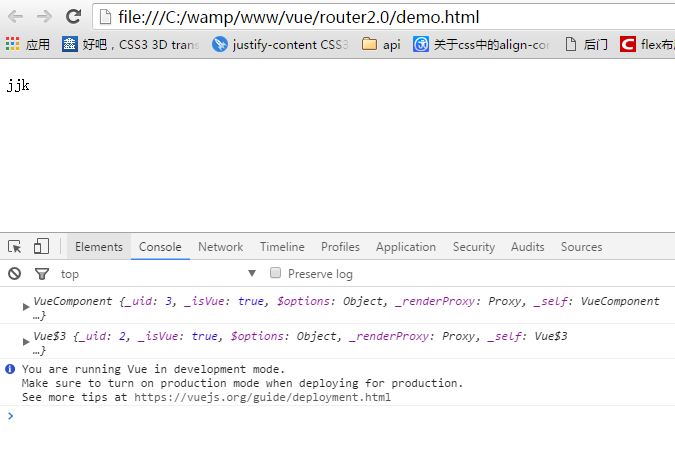 file:///C:/wamp/www/vue/router2.0/demo.html
应用 好吧，CSS3 3D trans justify-content CSS3 api 关于css中的align-co 后门 flex布
jjk
Elements Console Network Timeline Profiles Application Security Audits Sources
top Preserve log
VueComponent {_uid: 3, _isVue: true, $options: Object, _renderProxy: Proxy, _self: VueComponent
…}
Vue$3 {_uid: 2, _isVue: true, $options: Object, _renderProxy: Proxy, _self: Vue$3
…}
You are running Vue in development mode.
Make sure to turn on production mode when deploying for production.
See more tips at https://vuejs.org/guide/deployment.html